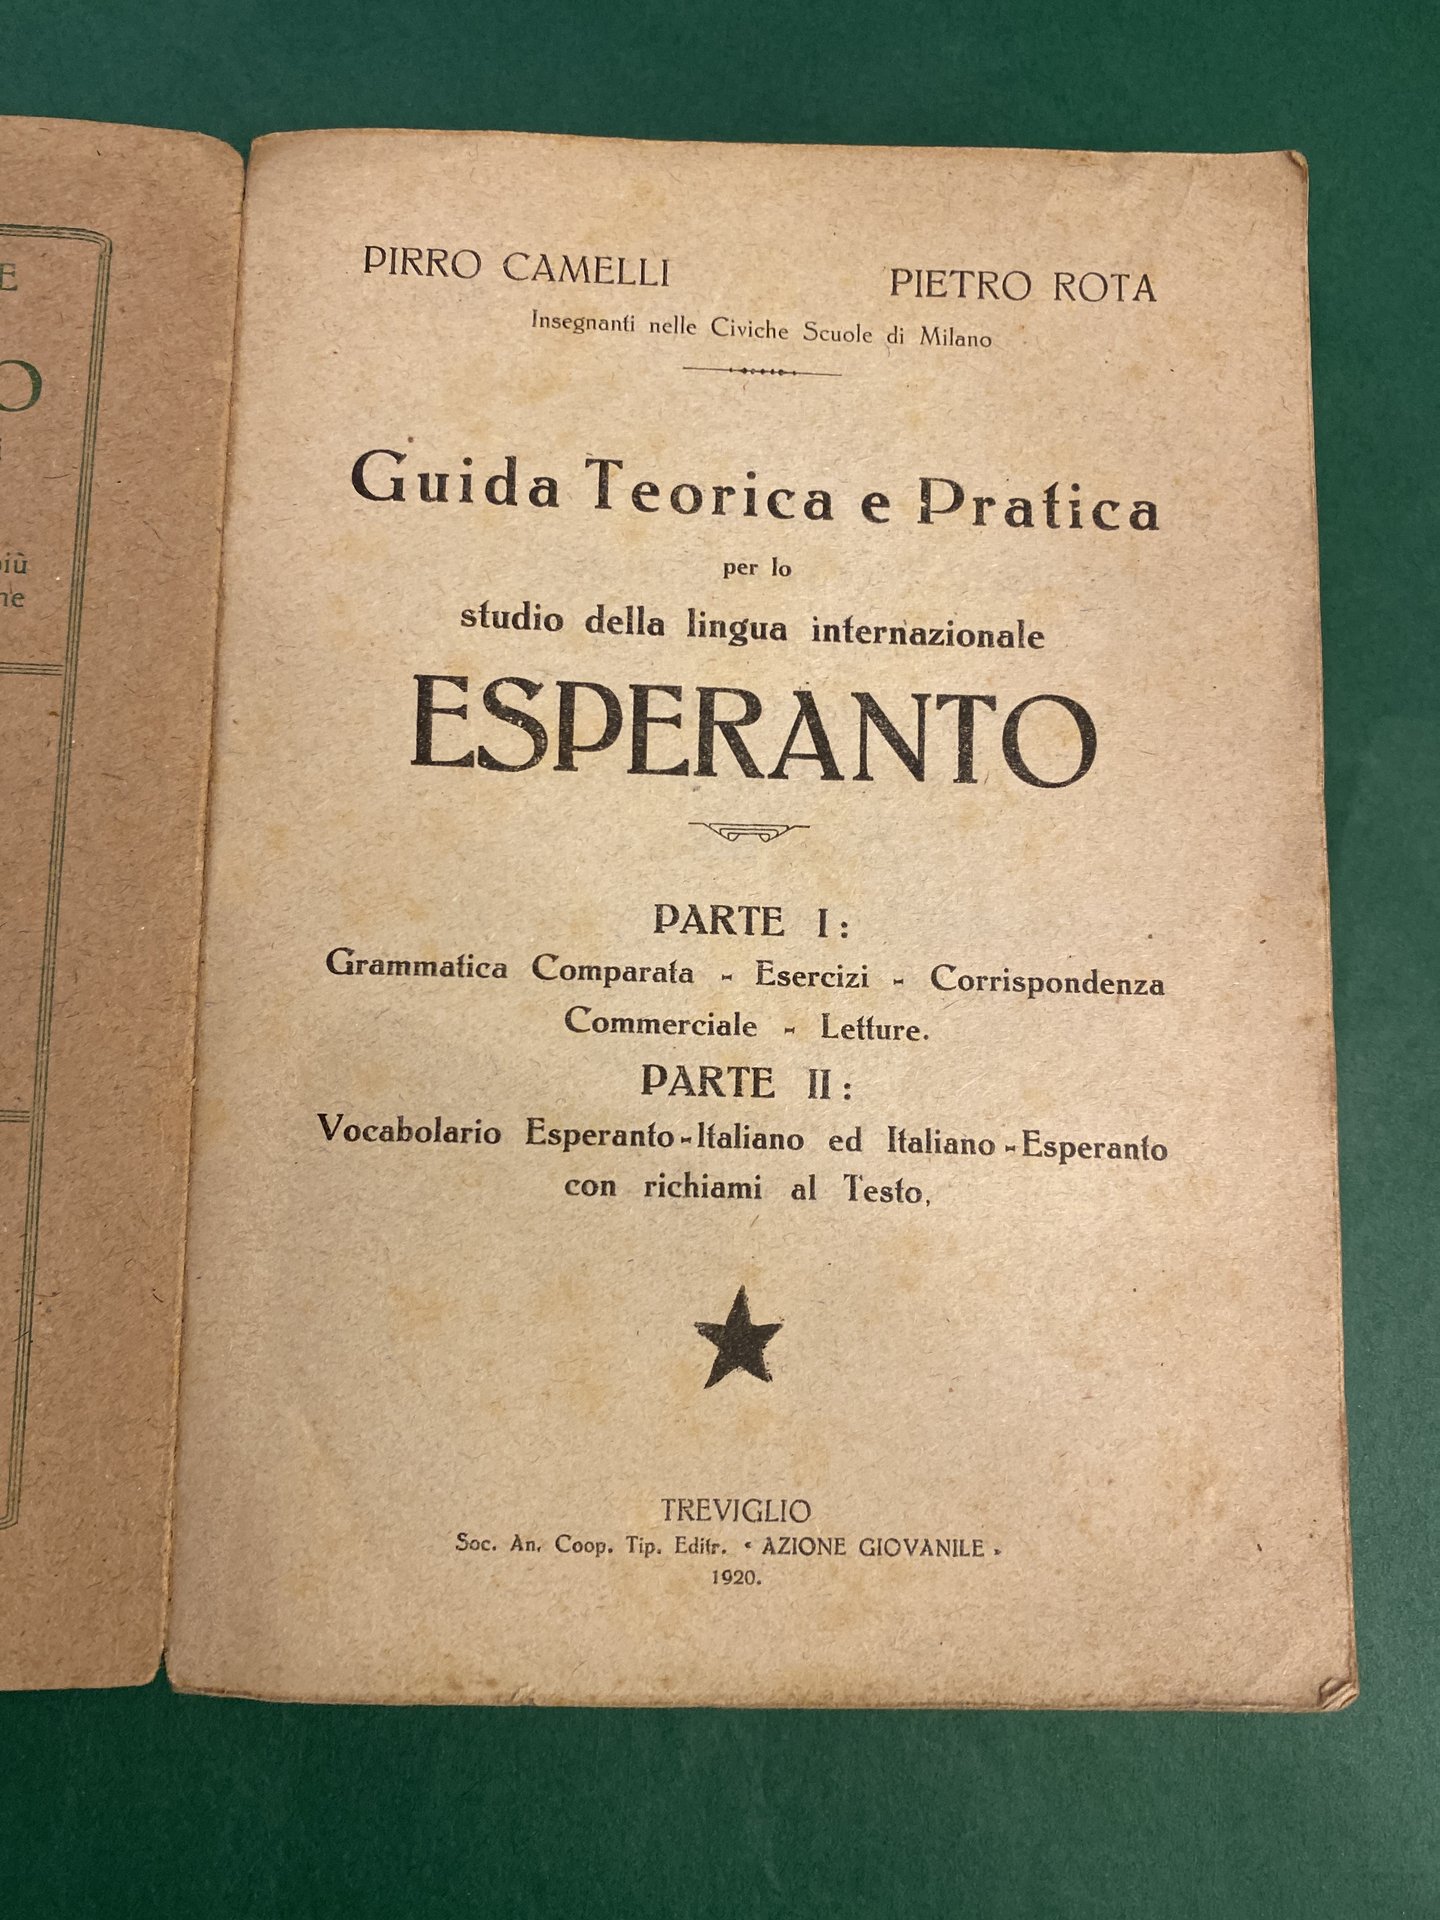 E
O
i
più
ne
PIRRO CAMELLI PIETRO ROTA
Insegnanti nelle Civiche Scuole di Milano
Guida Teorica e Pratica
per lo
studio della lingua internazionale
ESPERANTO
PARTE I:
Grammatica Comparata - Esercizi - Corrispondenza
Commerciale - Letture.
PARTE II:
Vocabolario Esperanto-Italiano ed Italiano-Esperanto
con richiami al Testo,
TREVIGLIO
Soc. An. Coop. Tip. Editr. « AZIONE GIOVANILE »
1920.